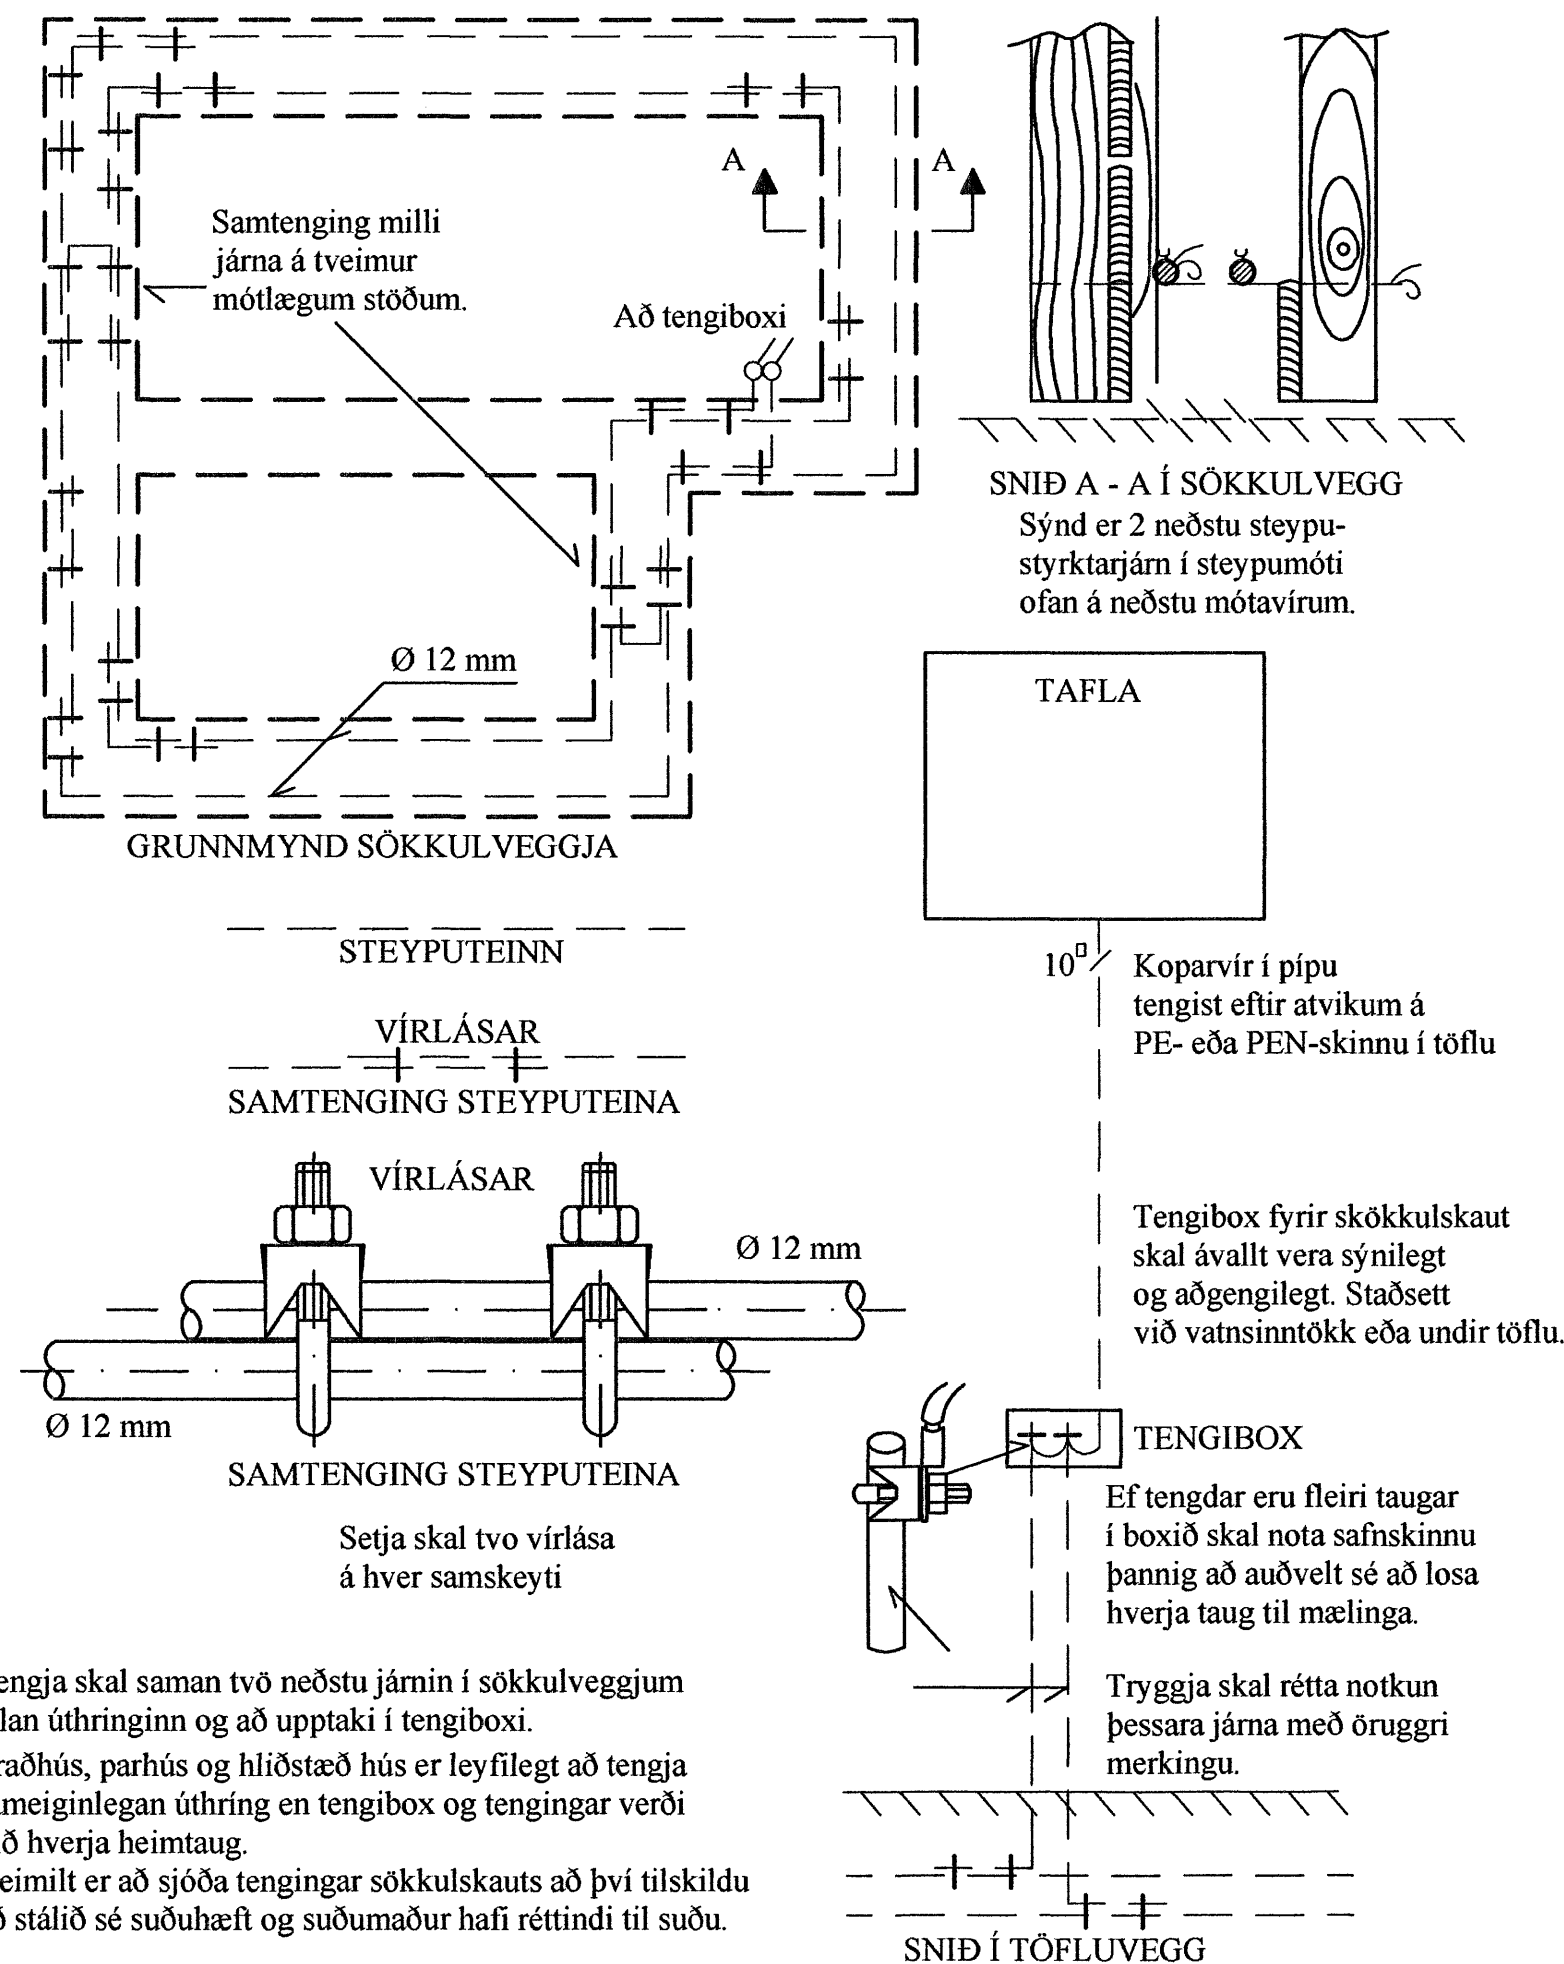 A
A
Samtenging milli
járna á tveimur
mótlægum stöðum.
Að tengiboxi
Ø 12 mm
GRUNNMYND SÖKKULVEGGJA
SNIÐ A - A Í SÖKKULVEGG
Sýnd er 2 neðstu steypu-
styrktarjárn í steypumóti
ofan á neðstu mótavírum.
TAFLA
STEYPUTEINN
VÍRLÁSAR
SAMTENGING STEYPUTEINA
10
Koparvír í pípu
tengist eftir atvikum á
PE- eða PEN-skinnu í töflu
VÍRLÁSAR
Ø 12 mm
Ø 12 mm
SAMTENGING STEYPUTEINA
Setja skal tvo vírlása
á hver samskeyti
Tengibox fyrir skökkulskaut
skal ávallt vera sýnilegt
og aðgengilegt. Staðsett
við vatnsinntökk eða undir töflu.
TENGIBOX
Ef tengdar eru fleiri taugar
í boxið skal nota safnskinnu
þannig að auðvelt sé að losa
hverja taug til mælinga.
Tryggja skal rétta notkun
þessara járna með öruggri
merkingu.
SNIÐ Í TÖFLUVEGG
engja skal saman tvö neðstu járnin í sökkulveggjum
lan úthringinn og að upptaki í tengiboxi.
raðhús, parhús og hliðstæð hús er leyfilegt að tengja
meiginlegan úthríng en tengibox og tengingar verði
ð hverja heimtaug.
eimilt er að sjóða tengingar sökkulskauts að því tilskildu
ð stálið sé suðuhæft og suðumaður hafi réttindi til suðu.